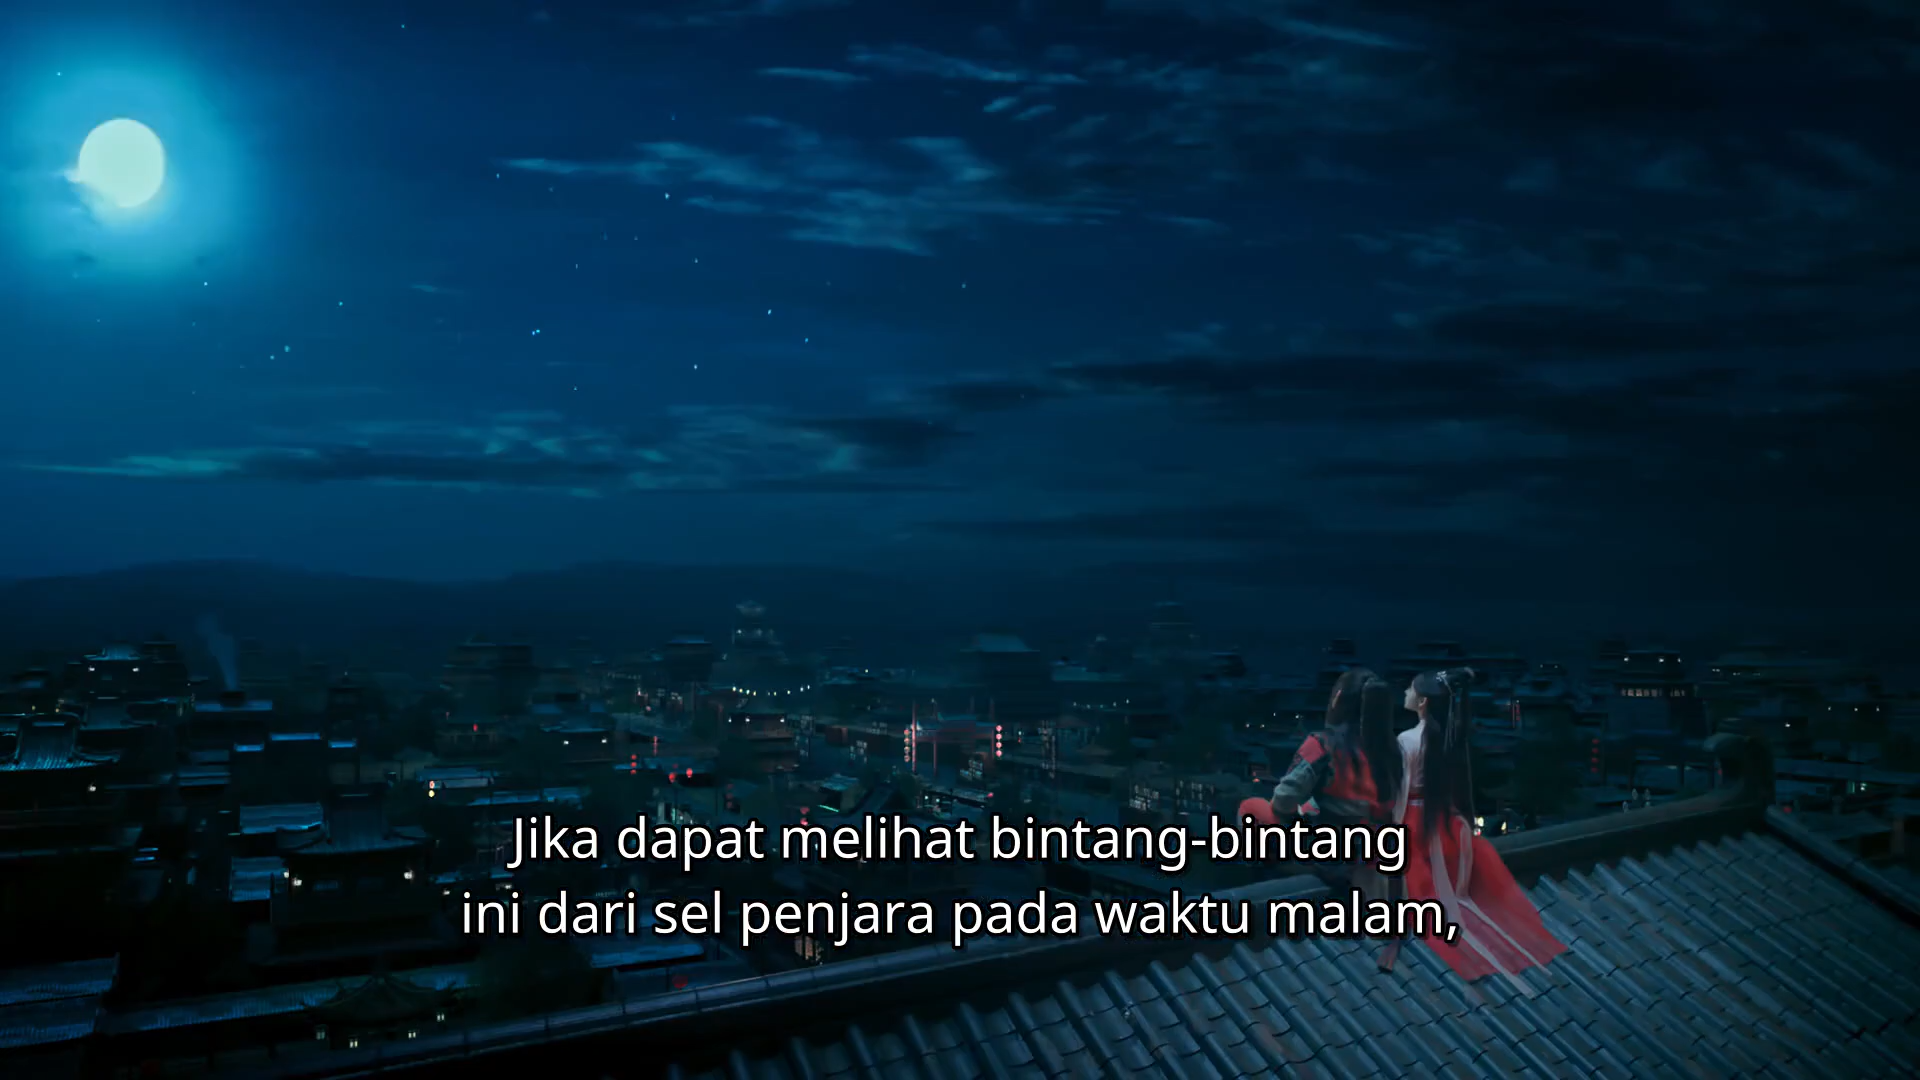 Jika dapat melihat bintang-bintang
ini dari sel penjara pada waktu malam,